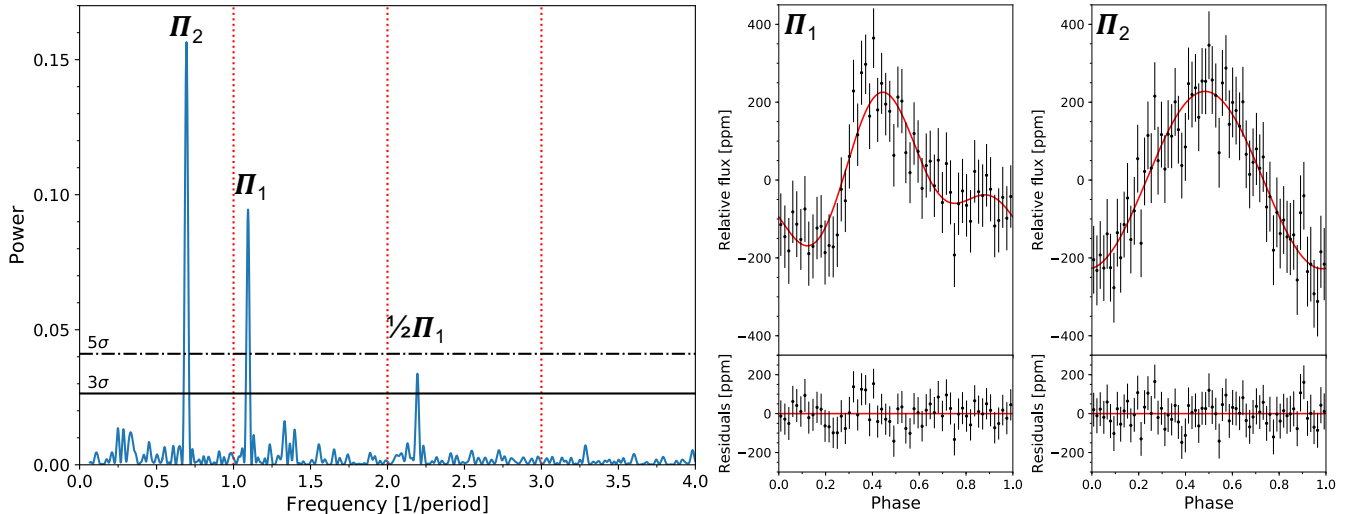 Π₂
Π₁
½Π₁
5σ
3σ
Power
0.15
0.10
0.05
0.00
0.0 0.5 1.0 1.5 2.0 2.5 3.0 3.5 4.0
Frequency [1/period]
Π₁
Relative flux [ppm]
400
200
0
−200
−400
Residuals [ppm]
200
0
−200
0.0 0.2 0.4 0.6 0.8 1.0
Phase
Π₂
Relative flux [ppm]
400
200
0
−200
−400
Residuals [ppm]
200
0
−200
0.0 0.2 0.4 0.6 0.8 1.0
Phase